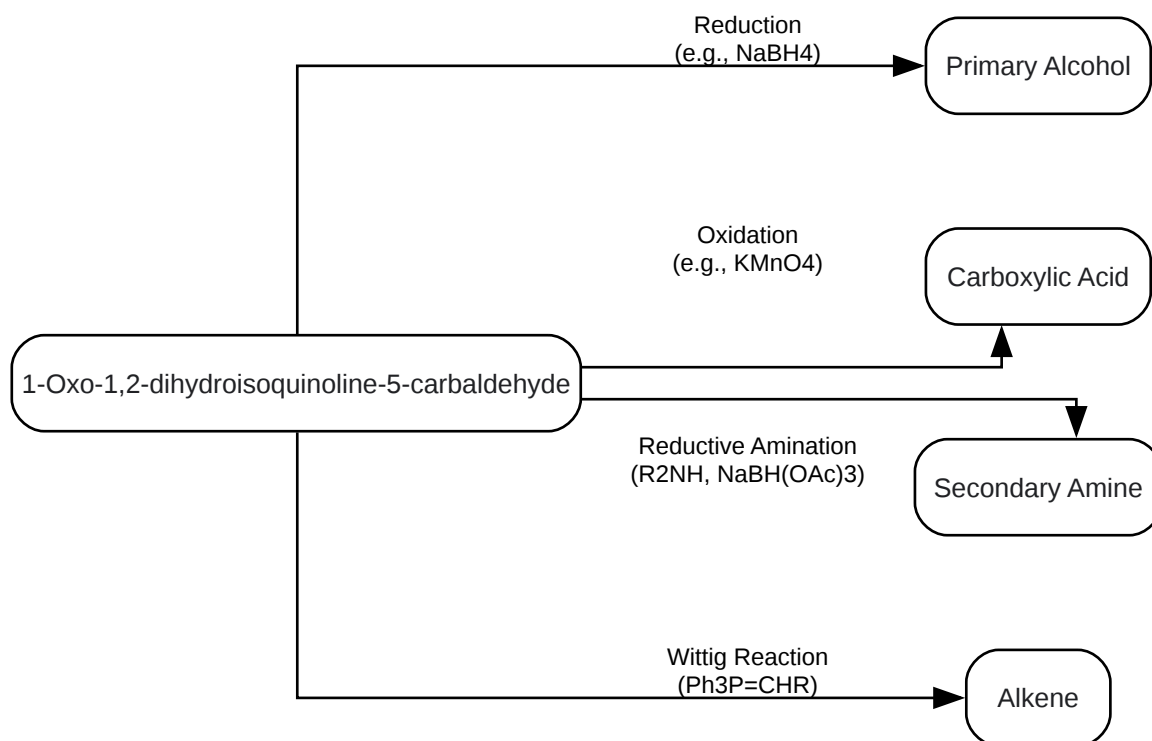 Reduction
(e.g., NaBH4)
Primary Alcohol
Oxidation
(e.g., KMnO4)
Carboxylic Acid
1-Oxo-1,2-dihydroisoquinoline-5-carbaldehyde
Reductive Amination
(R2NH, NaBH(OAc)3)
Secondary Amine
Wittig Reaction
(Ph3P=CHR)
Alkene